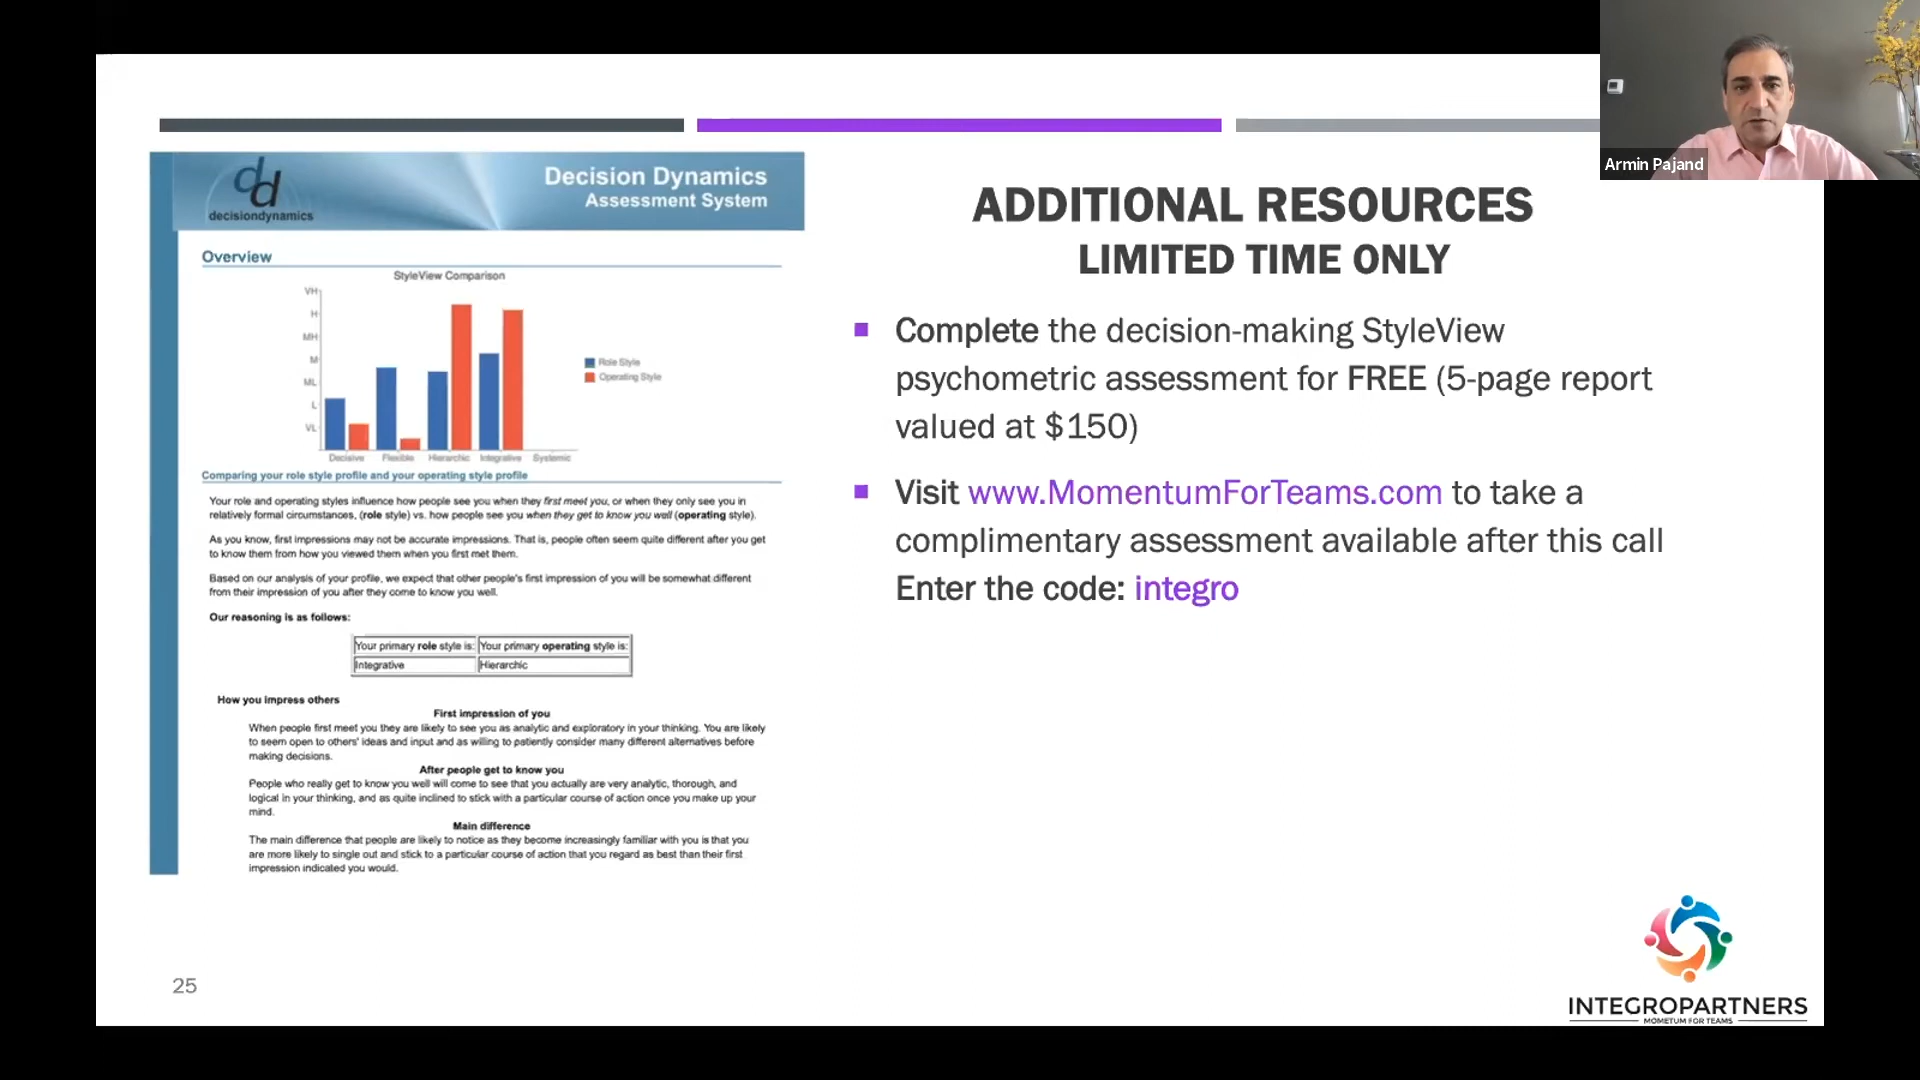 Armin Pajand
dd
decisiondynamics
Decision Dynamics
Assessment System
Overview
StyleView Comparison
VH
H
MH
M
ML
L
VL
Role Style
Operating Style
Decisive Flexible Hierarchic Integrative Systemic
Comparing your role style profile and your operating style profile
Your role and operating styles influence how people see you when they first meet you, or when they only see you in
relatively formal circumstances, (role style) vs. how people see you when they get to know you well (operating style).
As you know, first impressions may not be accurate impressions. That is, people often seem quite different after you get
to know them from how you viewed them when you first met them.
Based on our analysis of your profile, we expect that other people's first impression of you will be somewhat different
from their impression of you after they come to know you well.
Our reasoning is as follows:
Your primary role style is: Your primary operating style is:
Integrative Hierarchic
How you impress others
First impression of you
When people first meet you they are likely to see you as analytic and exploratory in your thinking. You are likely
to seem open to others' ideas and input and as willing to patiently consider many different alternatives before
making decisions.
After people get to know you
People who really get to know you well will come to see that you actually are very analytic, thorough, and
logical in your thinking, and as quite inclined to stick with a particular course of action once you make up your
mind.
Main difference
The main difference that people are likely to notice as they become increasingly familiar with you is that you
are more likely to single out and stick to a particular course of action that you regard as best than their first
impression indicated you would.
ADDITIONAL RESOURCES
LIMITED TIME ONLY
Complete the decision-making StyleView
psychometric assessment for FREE (5-page report
valued at $150)
Visit www.MomentumForTeams.com to take a
complimentary assessment available after this call
Enter the code: integro
25
INTEGROPARTNERS
MOMETUM FOR TEAMS